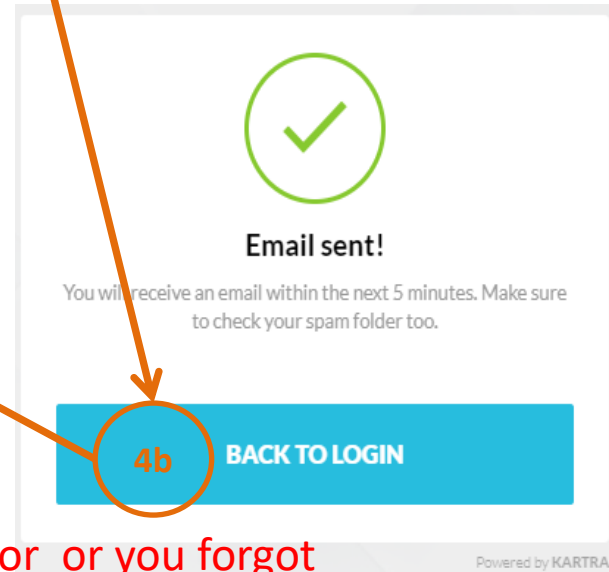 Email sent!
You will receive an email within the next 5 minutes. Make sure
to check your spam folder too.
4b BACK TO LOGIN
or or you forgot
Powered by KARTRA